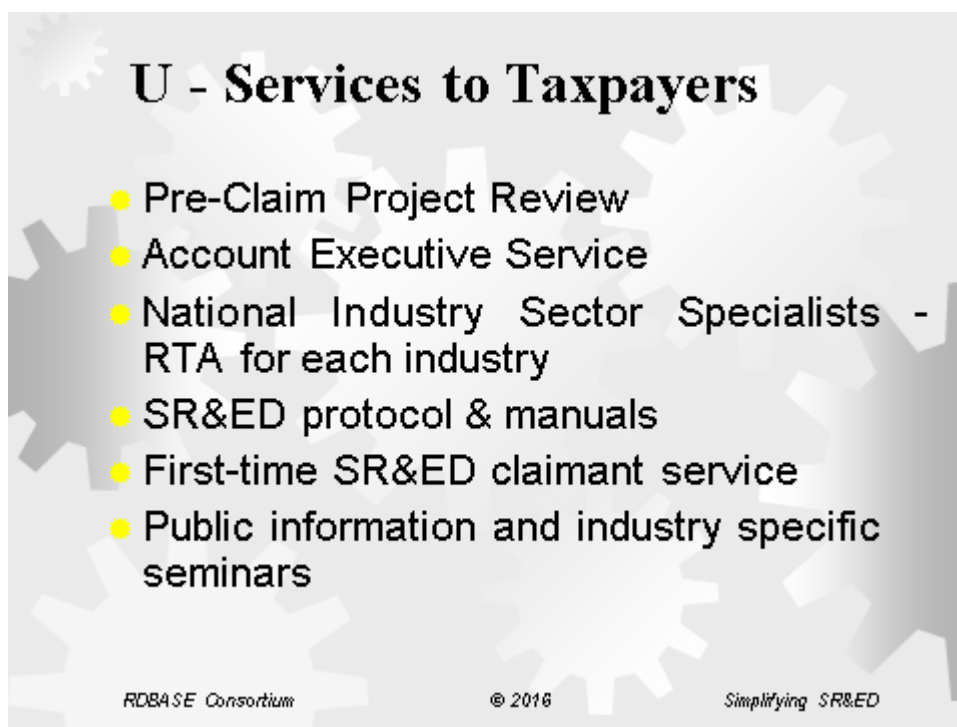 U - Services to Taxpayers
Pre-Claim Project Review
Account Executive Service
National Industry Sector Specialists -
RTA for each industry
SR&ED protocol & manuals
First-time SR&ED claimant service
Public information and industry specific
seminars
RDBASE Consortium © 2016 Simplifying SR&ED